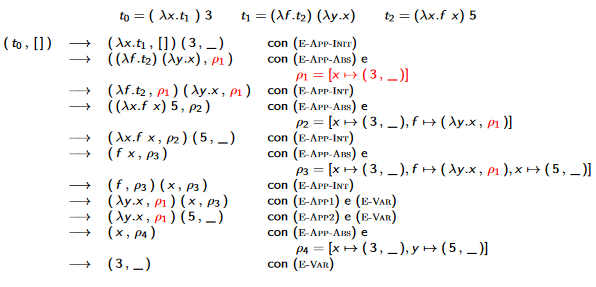 t₀ = ( λx.t₁ ) 3 t₁ = (λf.t₂) (λy.x) t₂ = (λx.f x) 5
( t₀ , [] ) → ( λx.t₁ , [] ) ( 3 , _ ) con (E-App-Init)
→ ( (λf.t₂) (λy.x) , ρ₁ ) con (E-App-Abs) e
ρ₁ = [x ↦ ( 3 , _ )]
→ ( λf.t₂ , ρ₁ ) ( λy.x , ρ₁ ) con (E-App-Int)
→ ( (λx.f x) 5 , ρ₂ ) con (E-App-Abs) e
ρ₂ = [x ↦ ( 3 , _ ), f ↦ ( λy.x , ρ₁ )]
→ ( λx.f x , ρ₂ ) ( 5 , _ ) con (E-App-Int)
→ ( f x , ρ₃ ) con (E-App-Abs) e
ρ₃ = [x ↦ ( 3 , _ ), f ↦ ( λy.x , ρ₁ ), x ↦ ( 5 , _ )]
→ ( f , ρ₃ ) ( x , ρ₃ ) con (E-App-Int)
→ ( λy.x , ρ₁ ) ( x , ρ₃ ) con (E-App1) e (E-Var)
→ ( λy.x , ρ₁ ) ( 5 , _ ) con (E-App2) e (E-Var)
→ ( x , ρ₄ ) con (E-App-Abs) e
ρ₄ = [x ↦ ( 3 , _ ), y ↦ ( 5 , _ )]
→ ( 3 , _ ) con (E-Var)